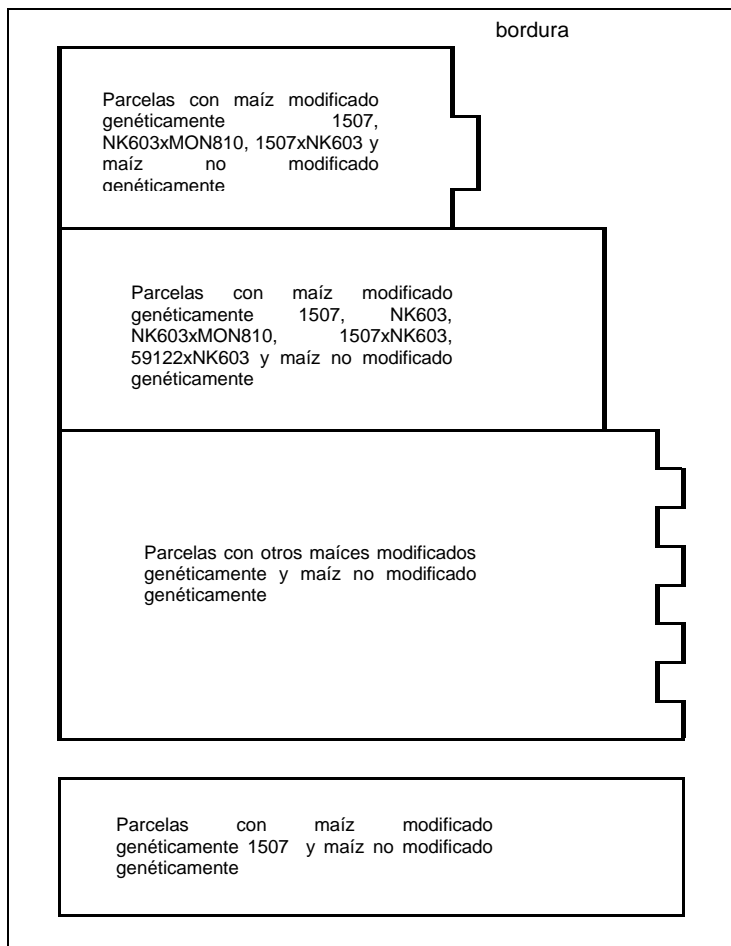 bordura
Parcelas con maíz modificado
genéticamente 1507,
NK603xMON810, 1507xNK603 y
maíz no modificado
genéticamente
Parcelas con maíz modificado
genéticamente 1507, NK603,
NK603xMON810, 1507xNK603,
59122xNK603 y maíz no modificado
genéticamente
Parcelas con otros maíces modificados
genéticamente y maíz no modificado
genéticamente
Parcelas con maíz modificado
genéticamente 1507 y maíz no modificado
genéticamente